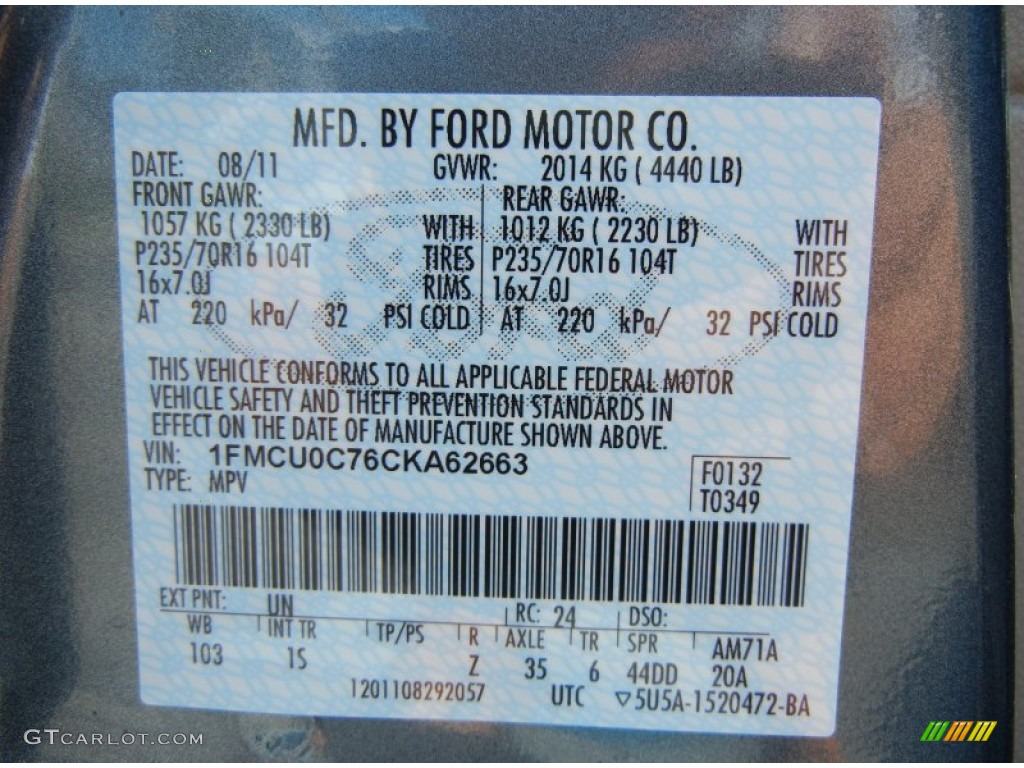 MFD. BY FORD MOTOR CO.
DATE: 08/11 GVWR: 2014 KG ( 4440 LB)
FRONT GAWR: REAR GAWR:
1057 KG ( 2330 LB) WITH 1012 KG ( 2230 LB) WITH
P235/70R16 104T TIRES P235/70R16 104T TIRES
16x7.0J RIMS 16x7.0J RIMS
AT 220 kPa/ 32 PSI COLD AT 220 kPa/ 32 PSI COLD
THIS VEHICLE CONFORMS TO ALL APPLICABLE FEDERAL MOTOR
VEHICLE SAFETY AND THEFT PREVENTION STANDARDS IN
EFFECT ON THE DATE OF MANUFACTURE SHOWN ABOVE.
VIN: 1FMCU0C76CKA62663
TYPE: MPV
F0132
T0349
EXT PNT: UN RC: 24 DSO:
WB INT TR TP/PS R AXLE TR SPR AM71A
103 1S Z 35 6 44DD 20A
1201108292057 UTC ▽5U5A-1520472-BA
GTCARLOT.COM